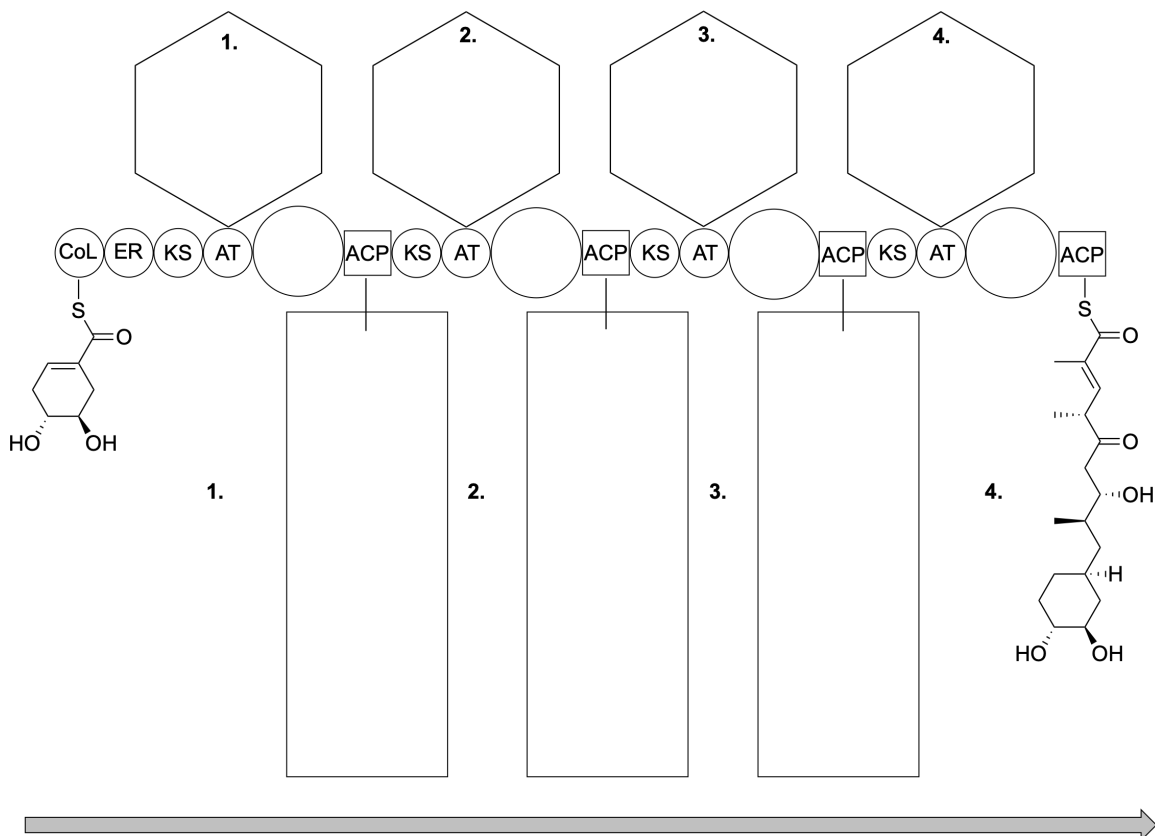 1. 2. 3. 4.
CoL ER KS AT ACP KS AT ACP KS AT ACP KS AT ACP
S S
O O
O
HO OH
1. 2. 3. 4.
OH
H
HO OH